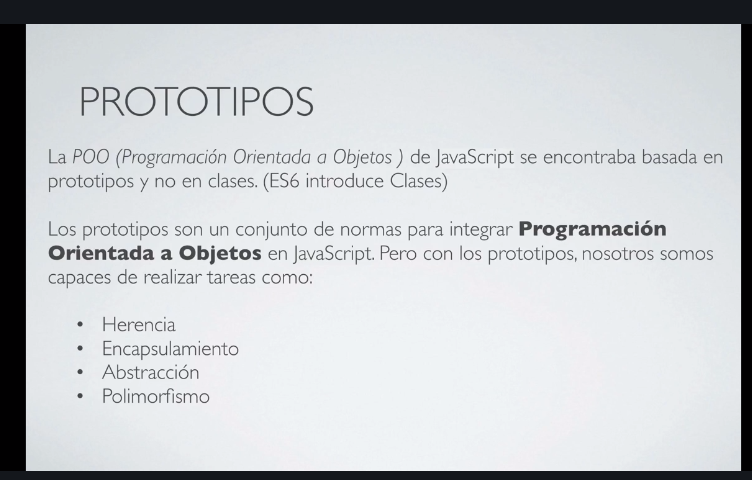 PROTOTIPOS
La POO (Programación Orientada a Objetos ) de JavaScript se encontraba basada en
prototipos y no en clases. (ES6 introduce Clases)
Los prototipos son un conjunto de normas para integrar Programación
Orientada a Objetos en JavaScript. Pero con los prototipos, nosotros somos
capaces de realizar tareas como:
• Herencia
• Encapsulamiento
• Abstracción
• Polimorfismo